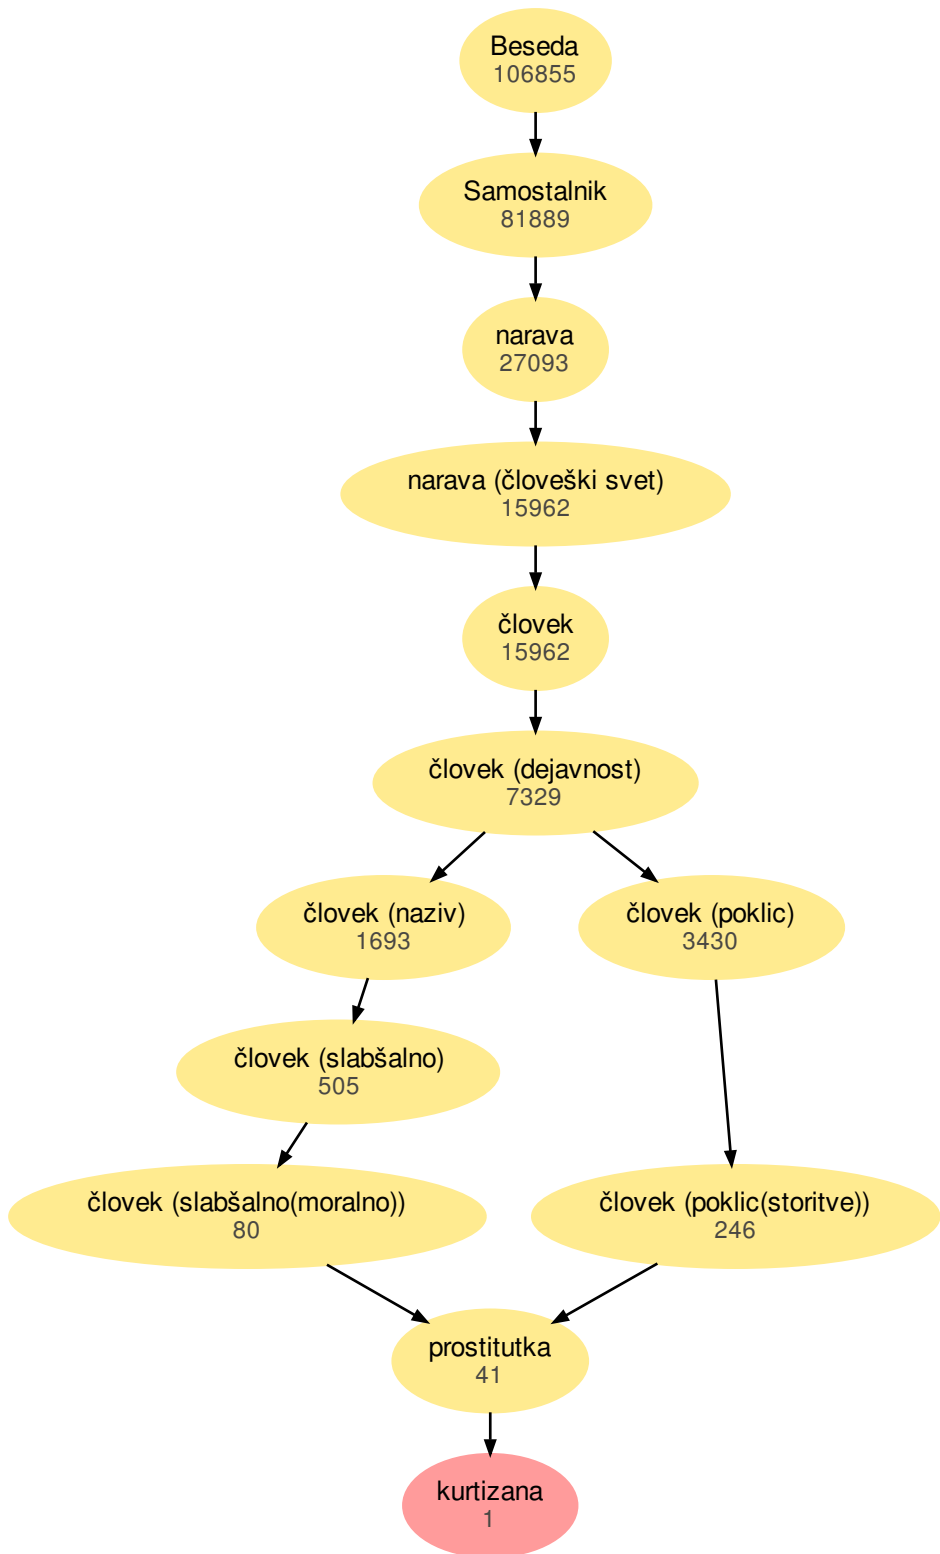 Beseda
106855
Samostalnik
81889
narava
27093
narava (človeški svet)
15962
človek
15962
človek (dejavnost)
7329
človek (naziv)
1693
človek (poklic)
3430
človek (slabšalno)
505
človek (slabšalno(moralno))
80
človek (poklic(storitve))
246
prostitutka
41
kurtizana
1